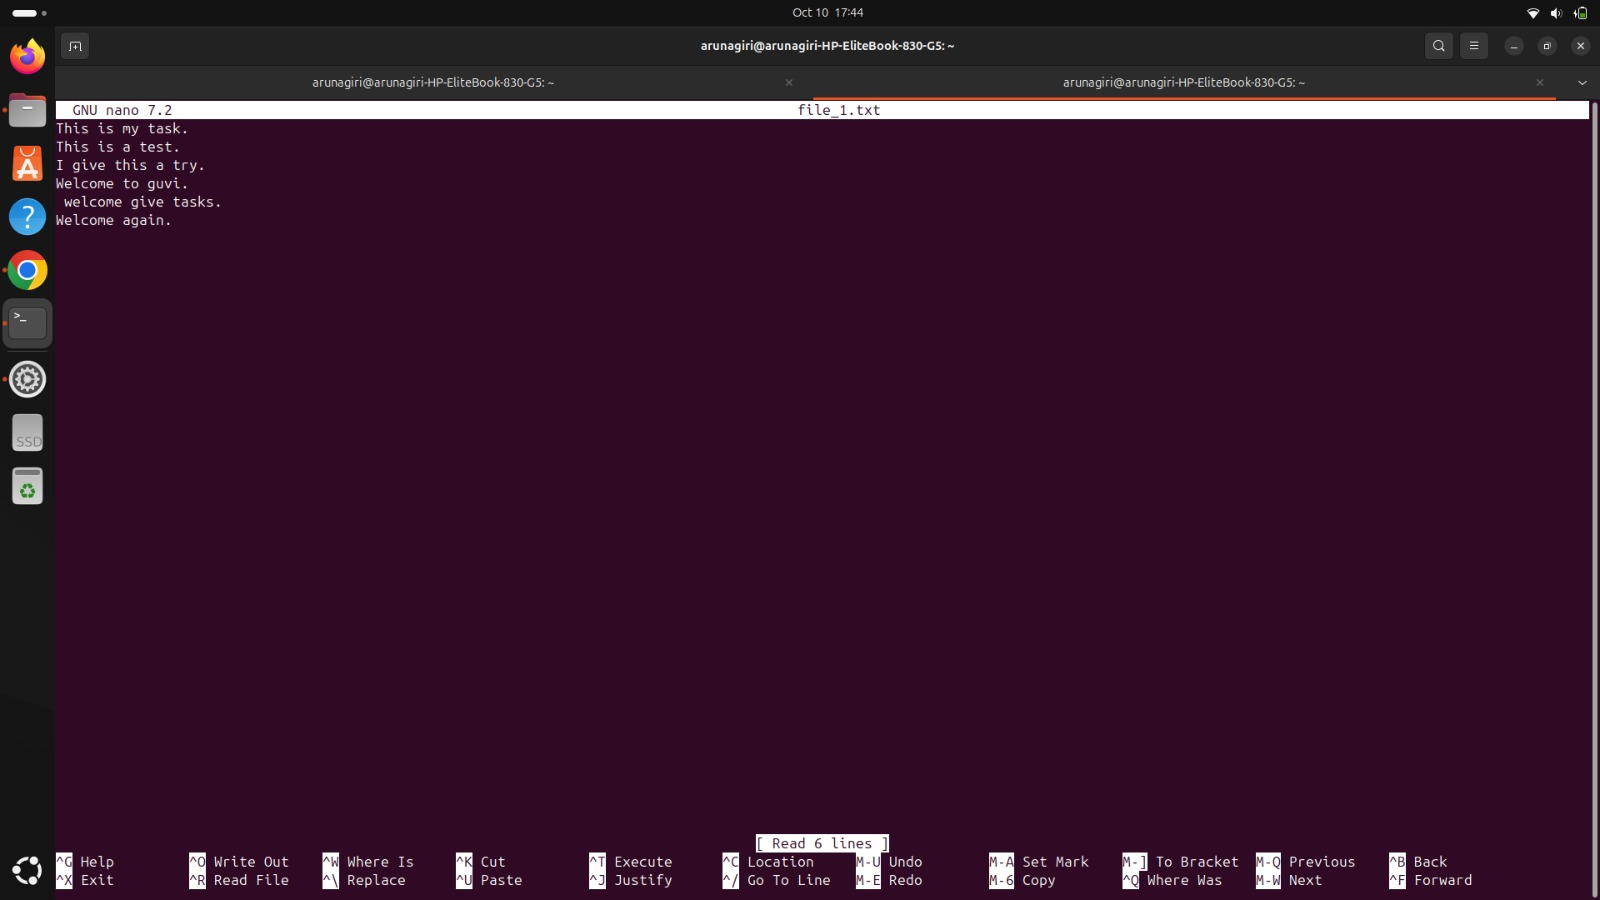 Oct 10 17:44
arunagiri@arunagiri-HP-EliteBook-830-G5: ~
arunagiri@arunagiri-HP-EliteBook-830-G5: ~
arunagiri@arunagiri-HP-EliteBook-830-G5: ~
GNU nano 7.2 file_1.txt
This is my task.
This is a test.
I give this a try.
Welcome to guvi.
 welcome give tasks.
Welcome again.
>_
SSD
[ Read 6 lines ]
^G Help ^O Write Out ^W Where Is ^K Cut ^T Execute ^C Location M-U Undo M-A Set Mark M-] To Bracket M-Q Previous ^B Back
^X Exit ^R Read File ^\ Replace ^U Paste ^J Justify ^/ Go To Line M-E Redo M-6 Copy ^Q Where Was M-W Next ^F Forward